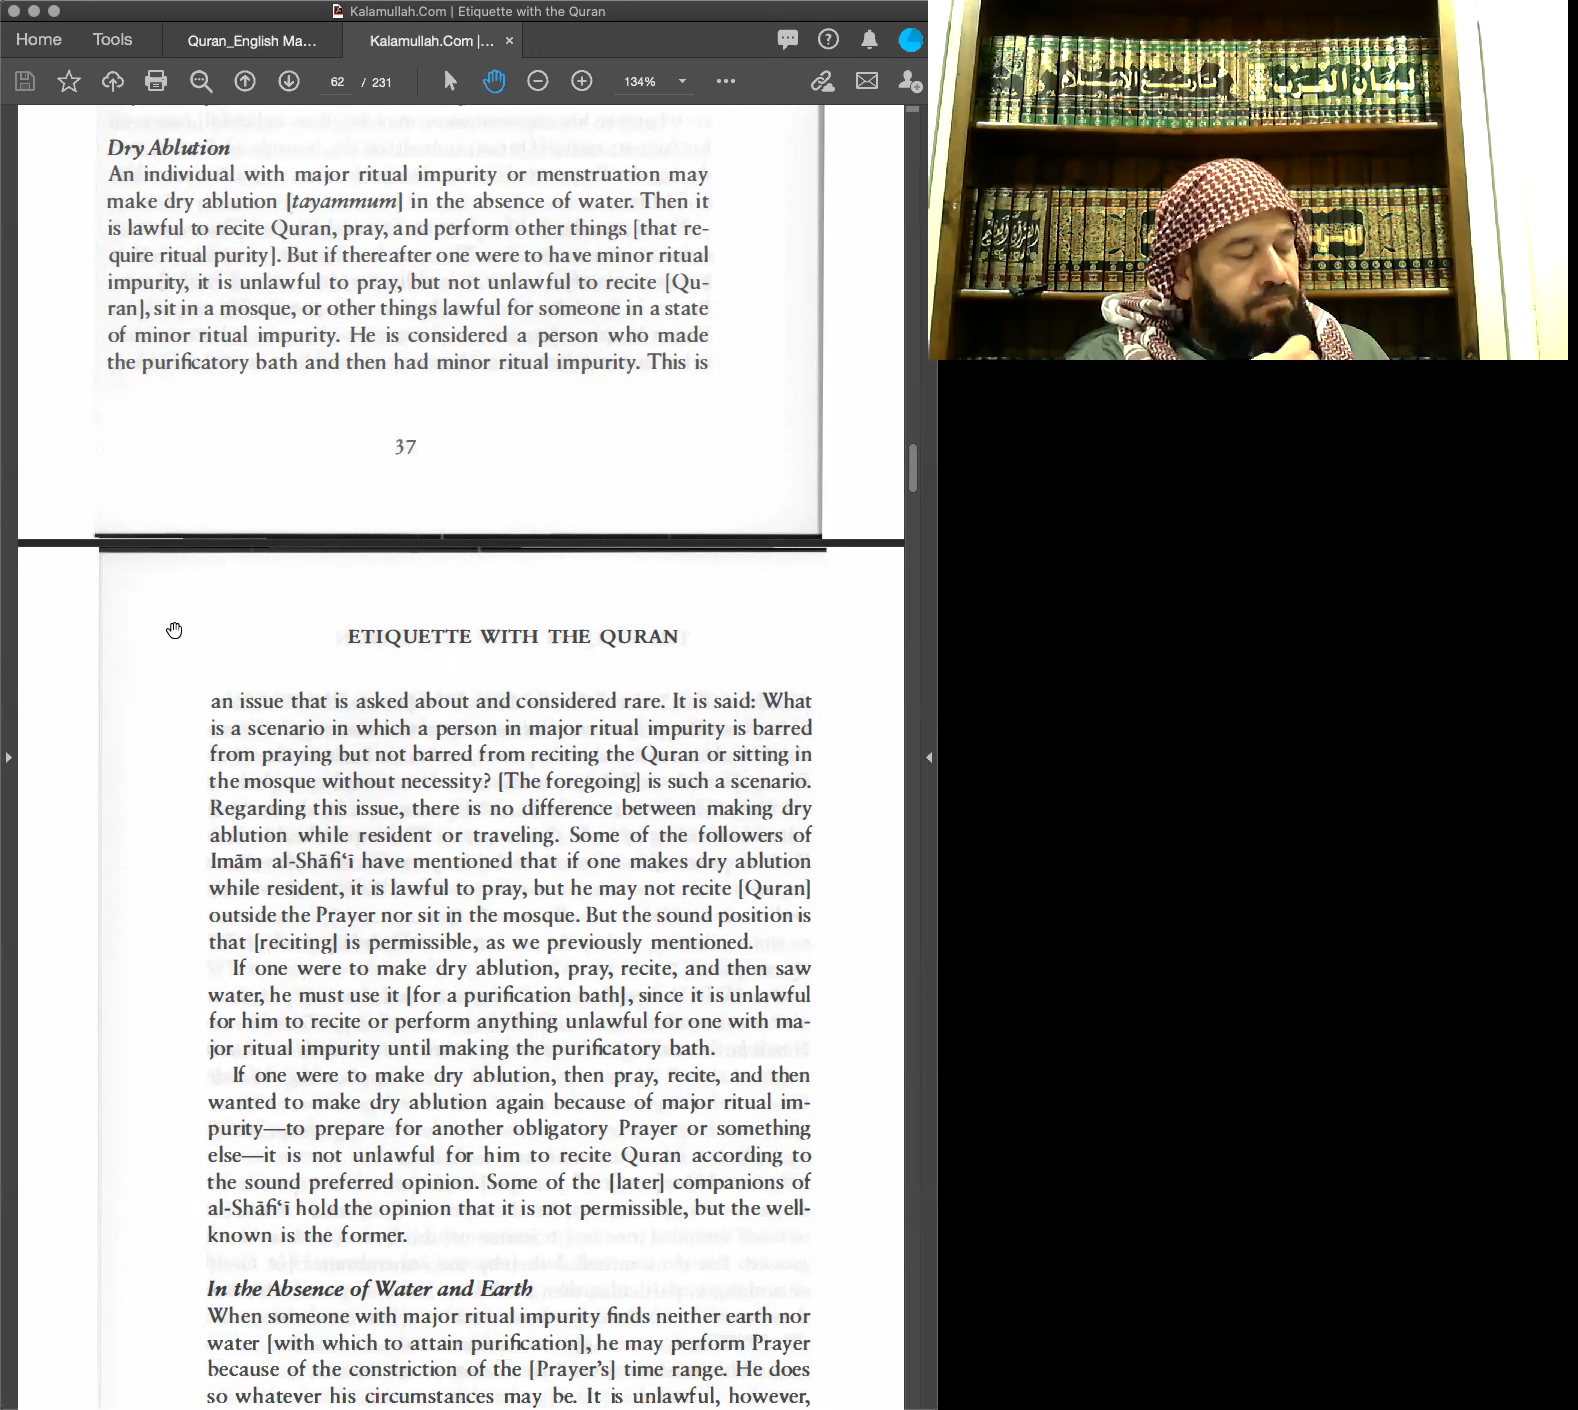 Kalamullah.Com | Etiquette with the Quran
Home
Tools
Quran_English Ma...
Kalamullah.Com |...
×
62 / 231
134%
Dry Ablution
An individual with major ritual impurity or menstruation may
make dry ablution [tayammum] in the absence of water. Then it
is lawful to recite Quran, pray, and perform other things [that re-
quire ritual purity]. But if thereafter one were to have minor ritual
impurity, it is unlawful to pray, but not unlawful to recite [Qu-
ran], sit in a mosque, or other things lawful for someone in a state
of minor ritual impurity. He is considered a person who made
the purificatory bath and then had minor ritual impurity. This is
37
ETIQUETTE WITH THE QURAN
an issue that is asked about and considered rare. It is said: What
is a scenario in which a person in major ritual impurity is barred
from praying but not barred from reciting the Quran or sitting in
the mosque without necessity? [The foregoing] is such a scenario.
Regarding this issue, there is no difference between making dry
ablution while resident or traveling. Some of the followers of
Imām al-Shāfiʿī have mentioned that if one makes dry ablution
while resident, it is lawful to pray, but he may not recite [Quran]
outside the Prayer nor sit in the mosque. But the sound position is
that [reciting] is permissible, as we previously mentioned.
If one were to make dry ablution, pray, recite, and then saw
water, he must use it [for a purification bath], since it is unlawful
for him to recite or perform anything unlawful for one with ma-
jor ritual impurity until making the purificatory bath.
If one were to make dry ablution, then pray, recite, and then
wanted to make dry ablution again because of major ritual im-
purity—to prepare for another obligatory Prayer or something
else—it is not unlawful for him to recite Quran according to
the sound preferred opinion. Some of the [later] companions of
al-Shāfiʿī hold the opinion that it is not permissible, but the well-
known is the former.
In the Absence of Water and Earth
When someone with major ritual impurity finds neither earth nor
water [with which to attain purification], he may perform Prayer
because of the constriction of the [Prayer's] time range. He does
so whatever his circumstances may be. It is unlawful, however,
تاريخ الإسلام
لسان العرب